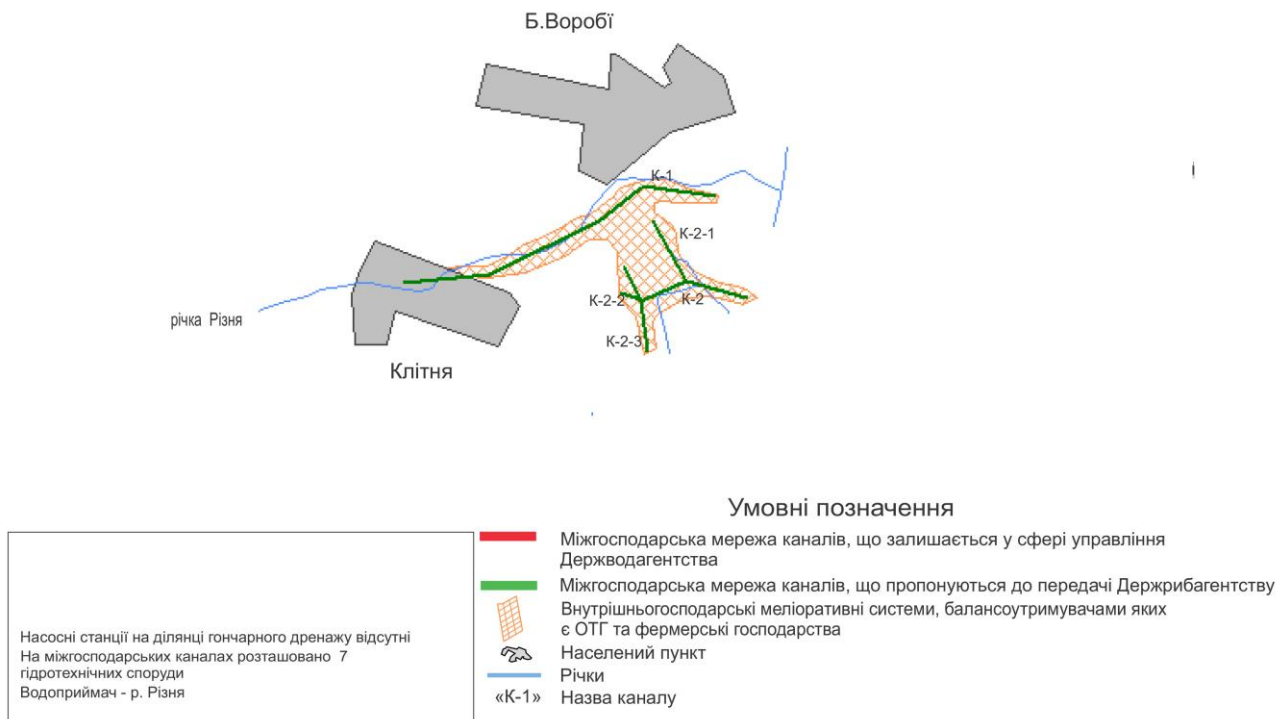 Б.Воробї
К-1
К-2-1
К-2-2
К-2
К-2-3
річка Різня
Клітня
Умовні позначення
Міжгосподарська мережа каналів, що залишається у сфері управління
Держводагентства
Міжгосподарська мережа каналів, що пропонуються до передачі Держрибагентству
Внутрішньогосподарські меліоративні системи, балансоутримувачами яких
є ОТГ та фермерські господарства
Населений пункт
Річки
«К-1» Назва каналу
Насосні станції на ділянці гончарного дренажу відсутні
На міжгосподарських каналах розташовано 7
гідротехнічних споруди
Водоприймач - р. Різня